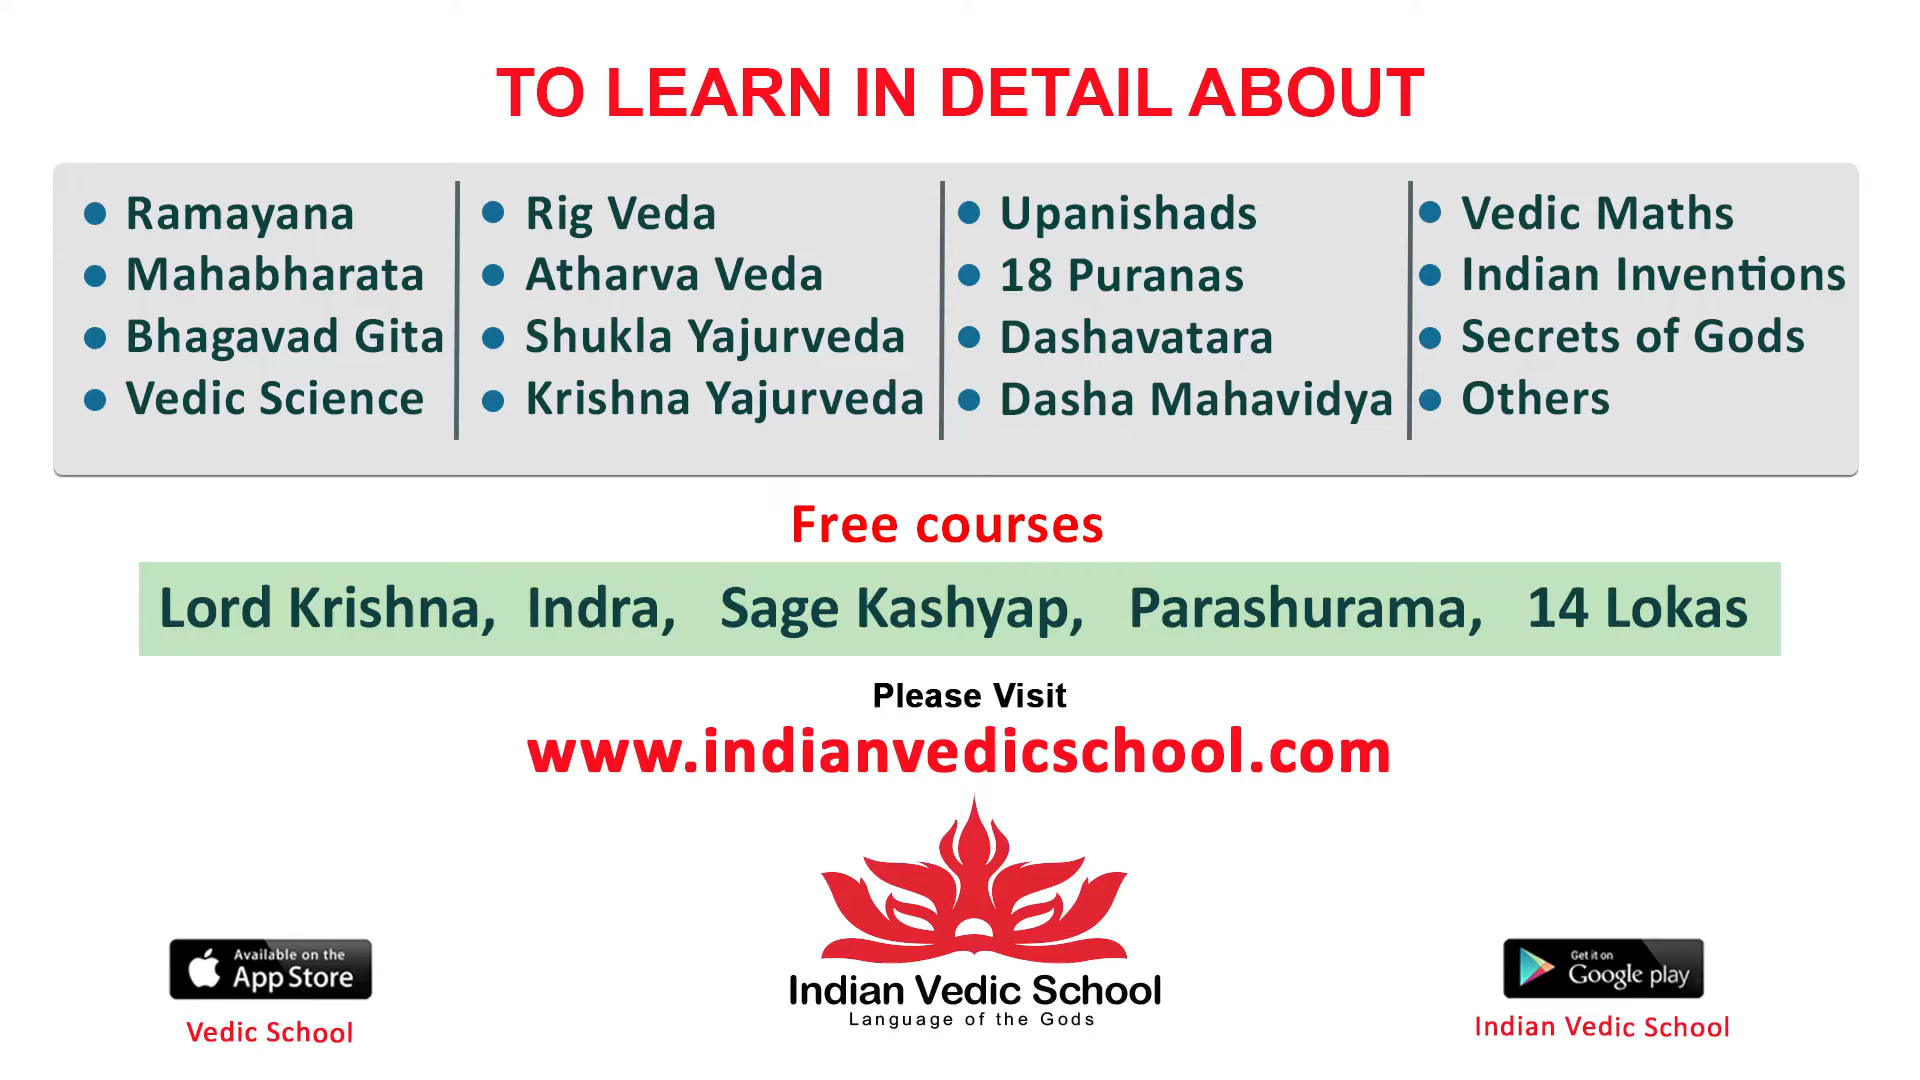 TO LEARN IN DETAIL ABOUT
Ramayana
Mahabharata
Bhagavad Gita
Vedic Science
Rig Veda
Atharva Veda
Shukla Yajurveda
Krishna Yajurveda
Upanishads
18 Puranas
Dashavatara
Dasha Mahavidya
Vedic Maths
Indian Inventions
Secrets of Gods
Others
Free courses
Lord Krishna, Indra, Sage Kashyap, Parashurama, 14 Lokas
Please Visit
www.indianvedicschool.com
Indian Vedic School
Language of the Gods
Available on the
App Store
Vedic School
Get it on
Google play
Indian Vedic School